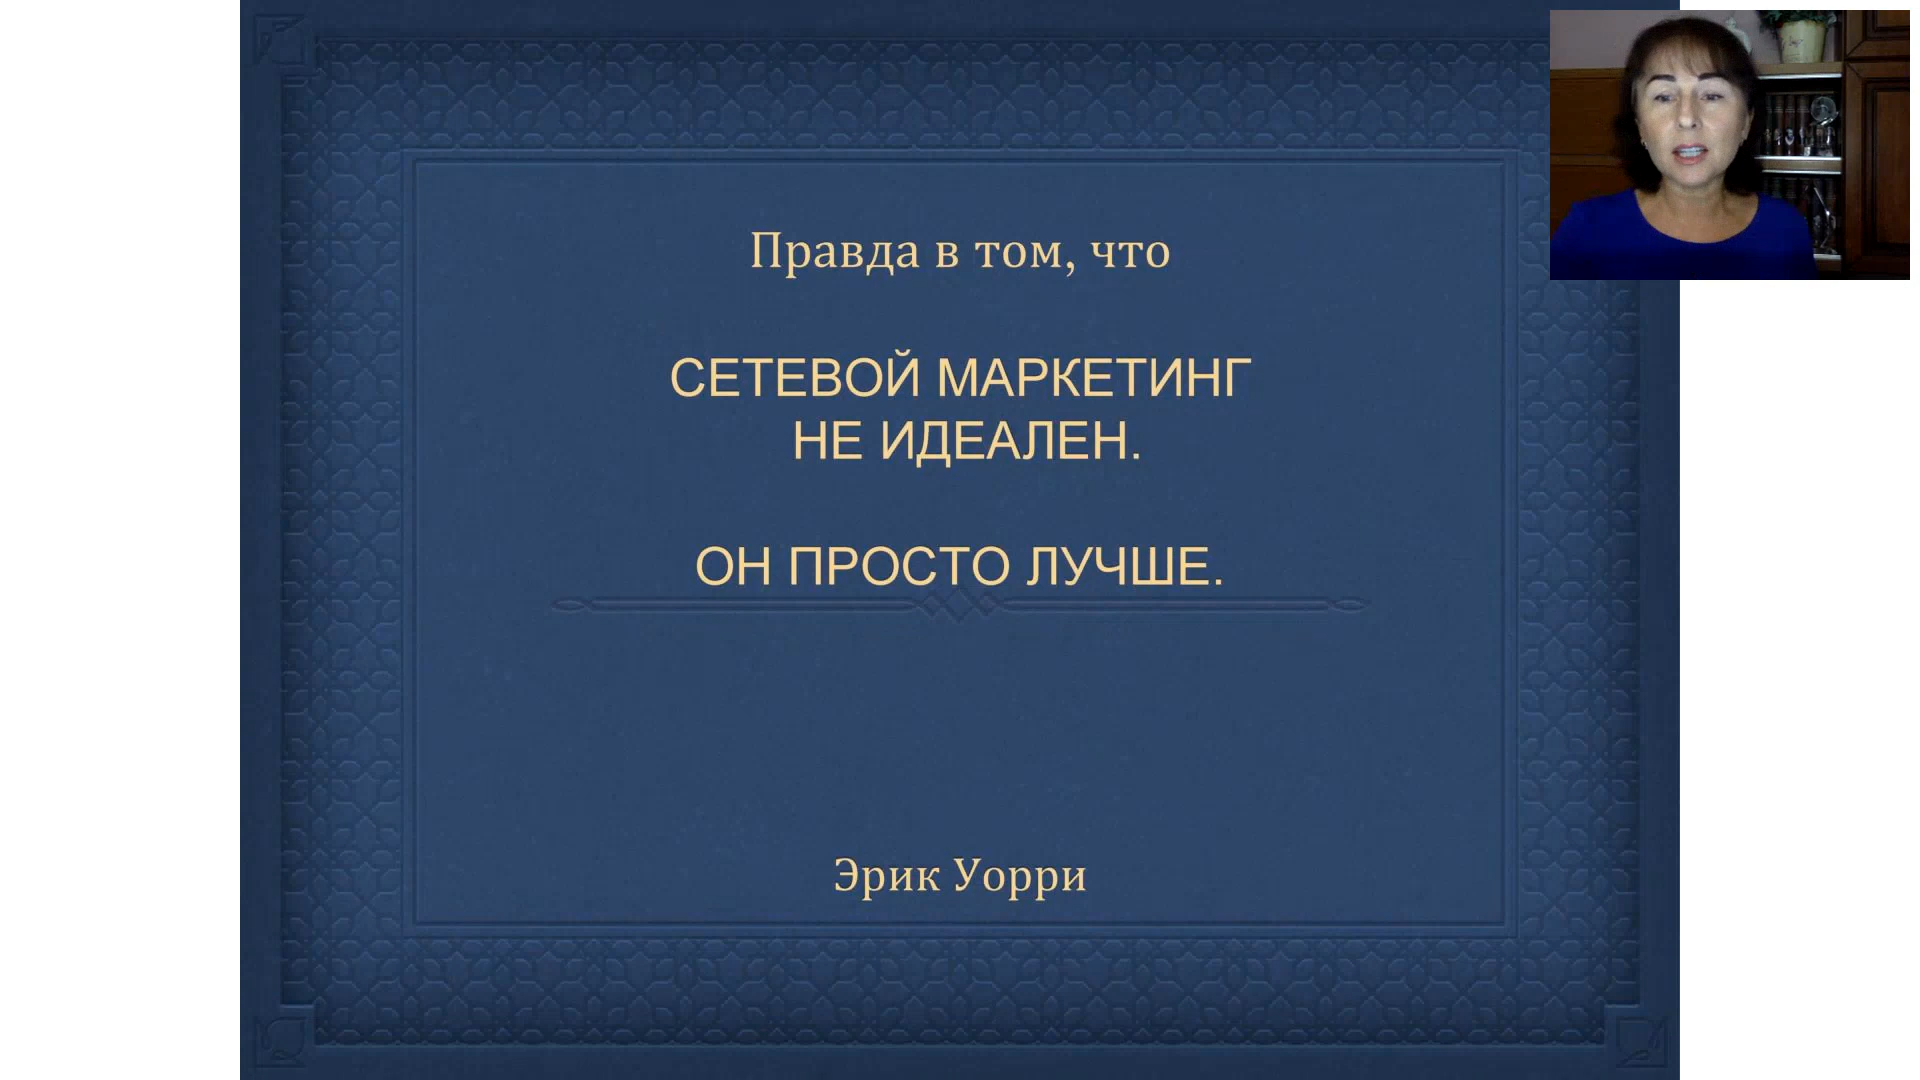 Правда в том, что
СЕТЕВОЙ МАРКЕТИНГ
НЕ ИДЕАЛЕН.
ОН ПРОСТО ЛУЧШЕ.
Эрик Уорри